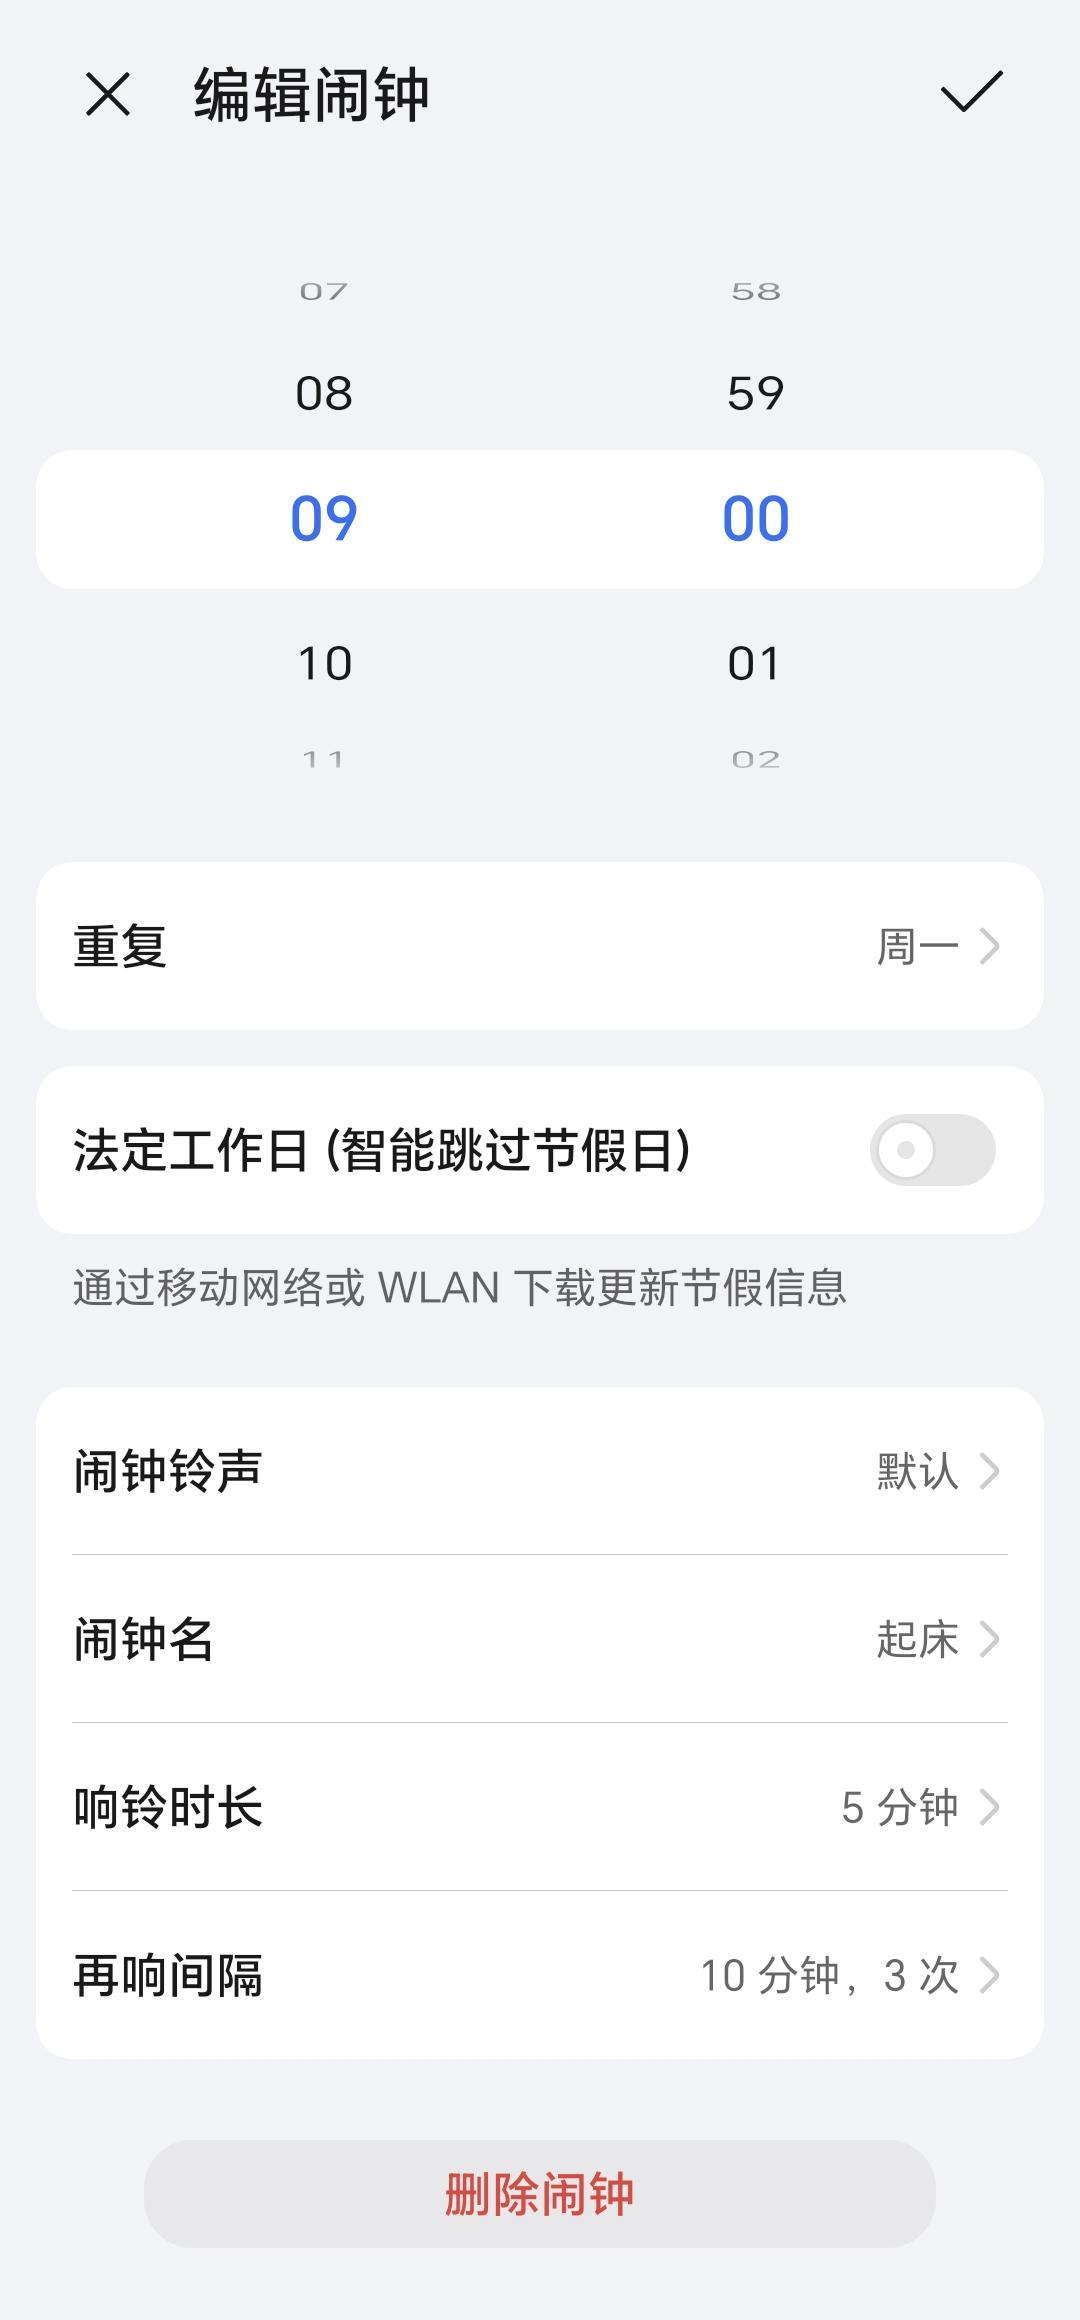 编辑闹钟
07 58
08 59
09 00
10 01
11 02
重复 周一
法定工作日 (智能跳过节假日)
通过移动网络或 WLAN 下载更新节假信息
闹钟铃声 默认
闹钟名 起床
响铃时长 5 分钟
再响间隔 10 分钟，3 次
删除闹钟